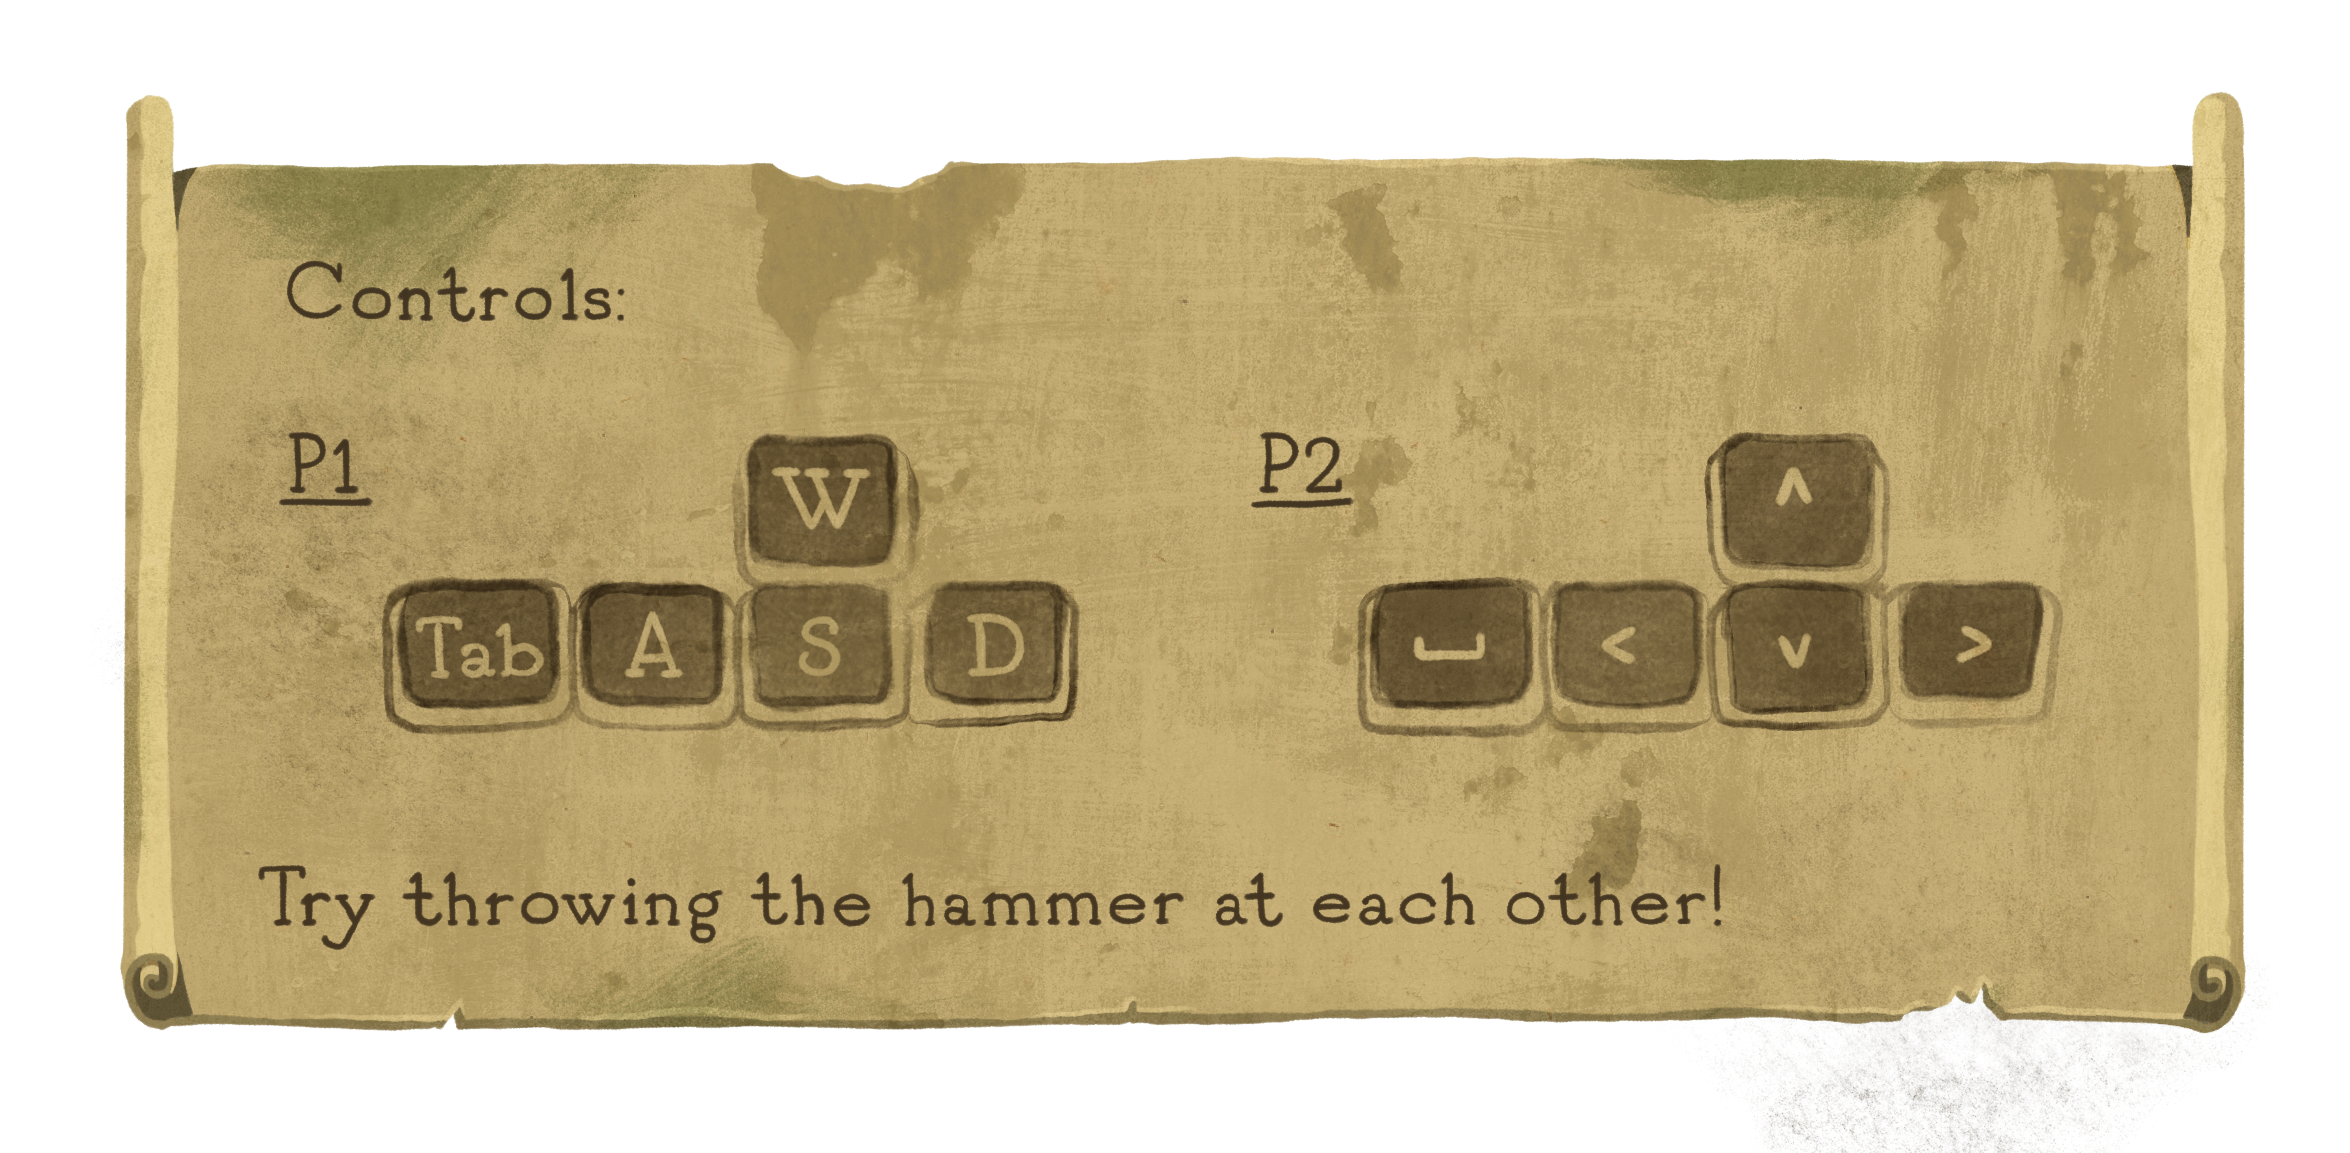 Controls:
P1
W
Tab A S D
P2
^
⎵ < v >
Try throwing the hammer at each other!